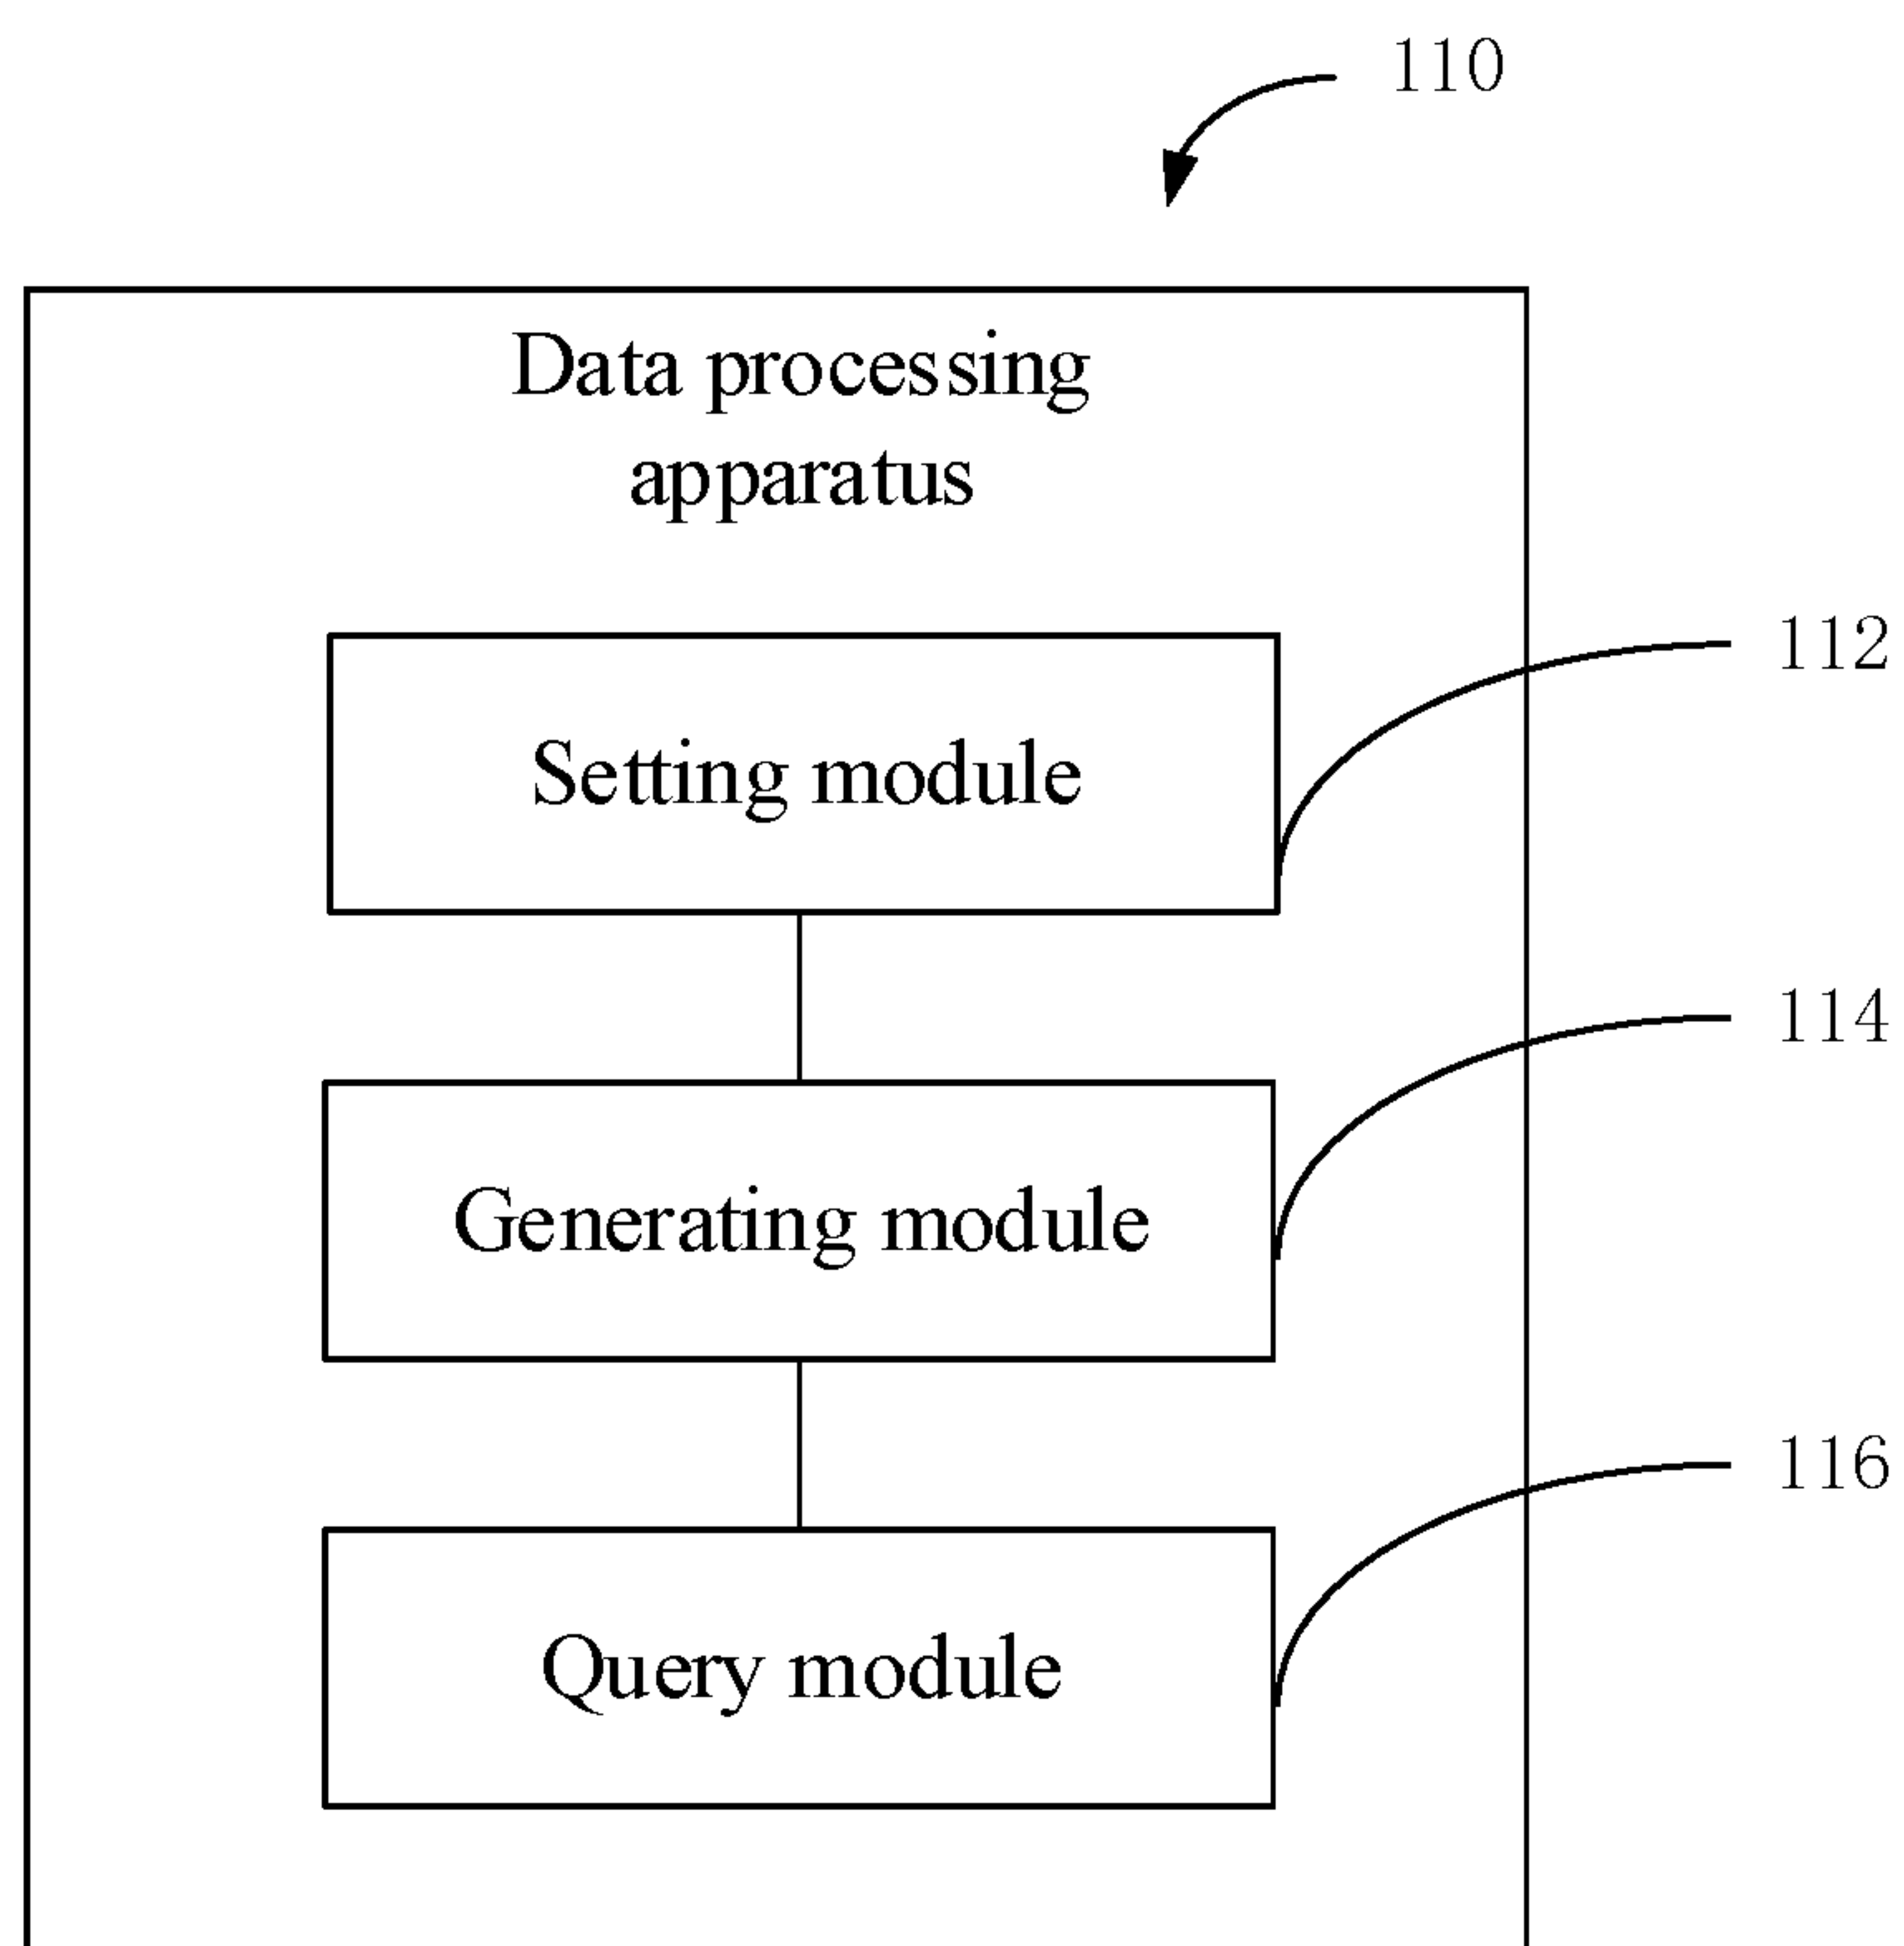 110
Data processing
apparatus
112
Setting module
114
Generating module
116
Query module